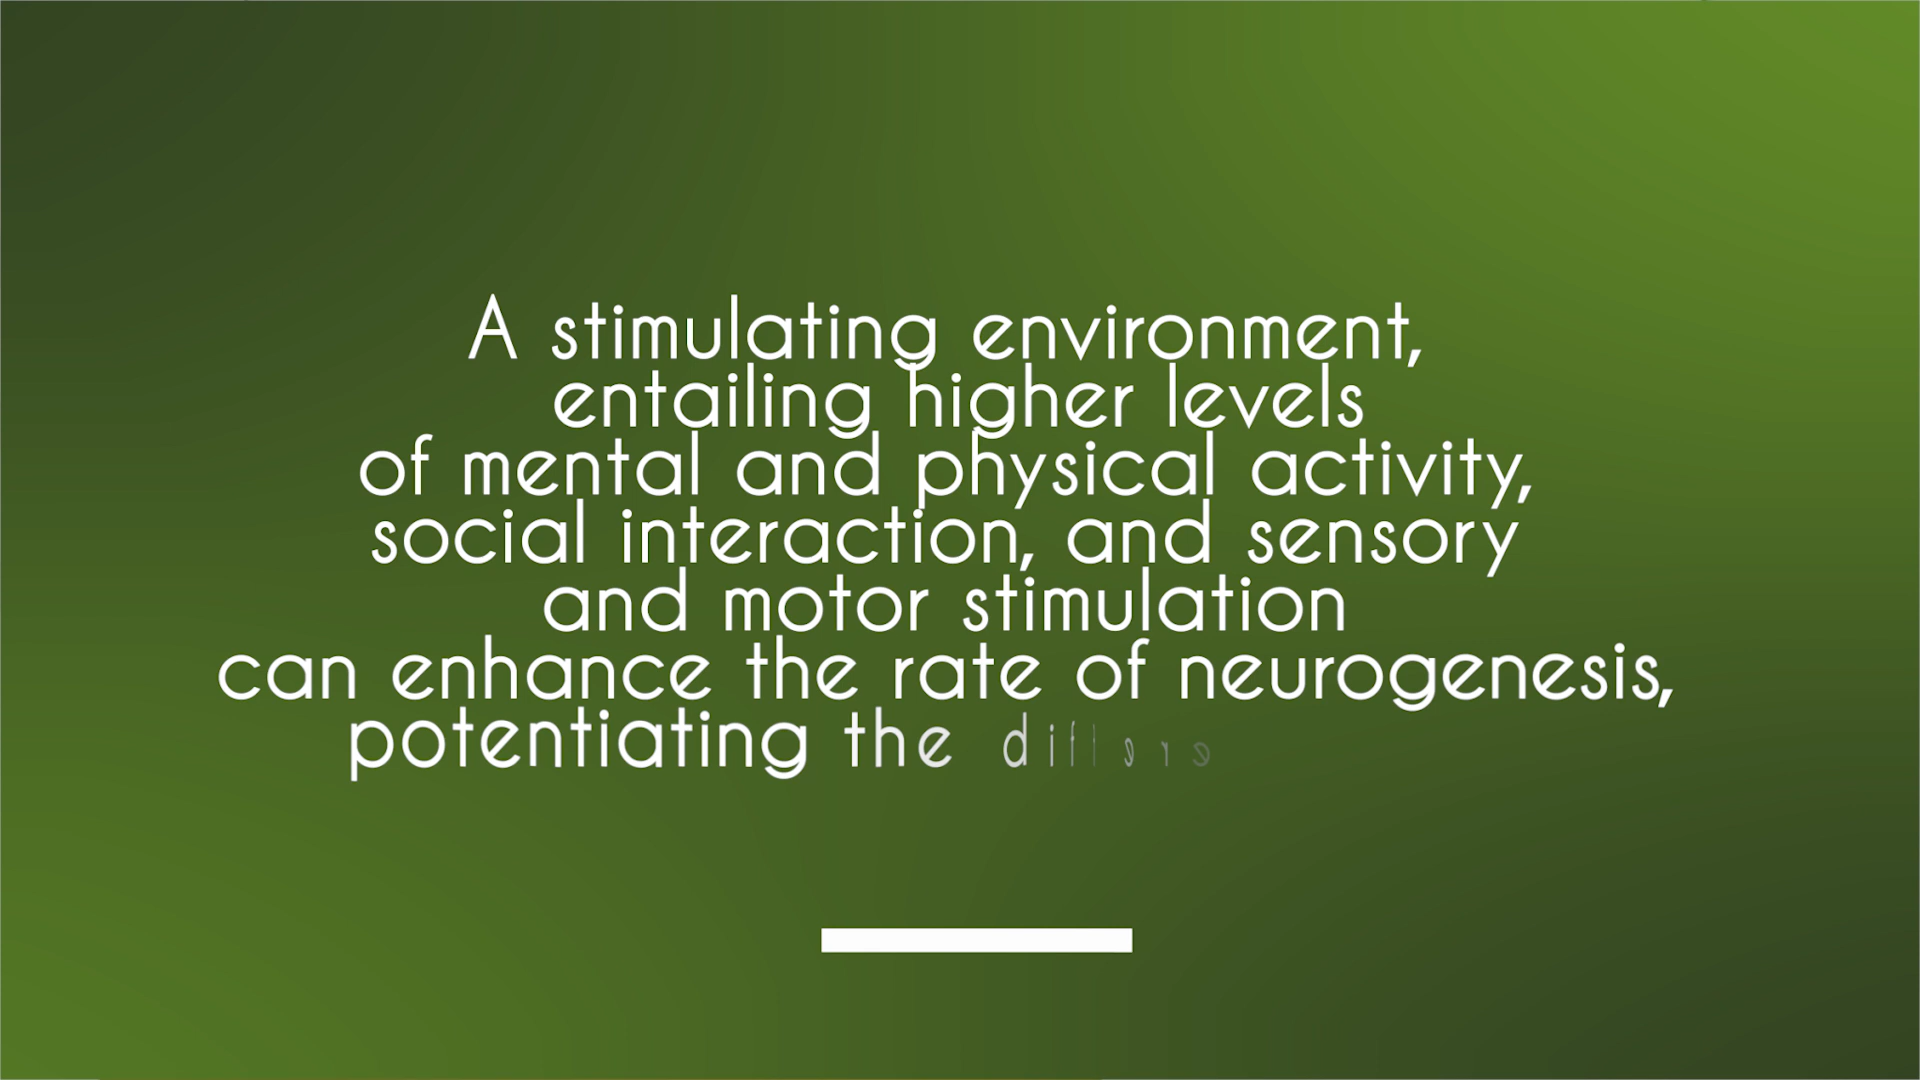 A stimulating environment,
entailing higher levels
of mental and physical activity,
social interaction, and sensory
and motor stimulation
can enhance the rate of neurogenesis,
potentiating the